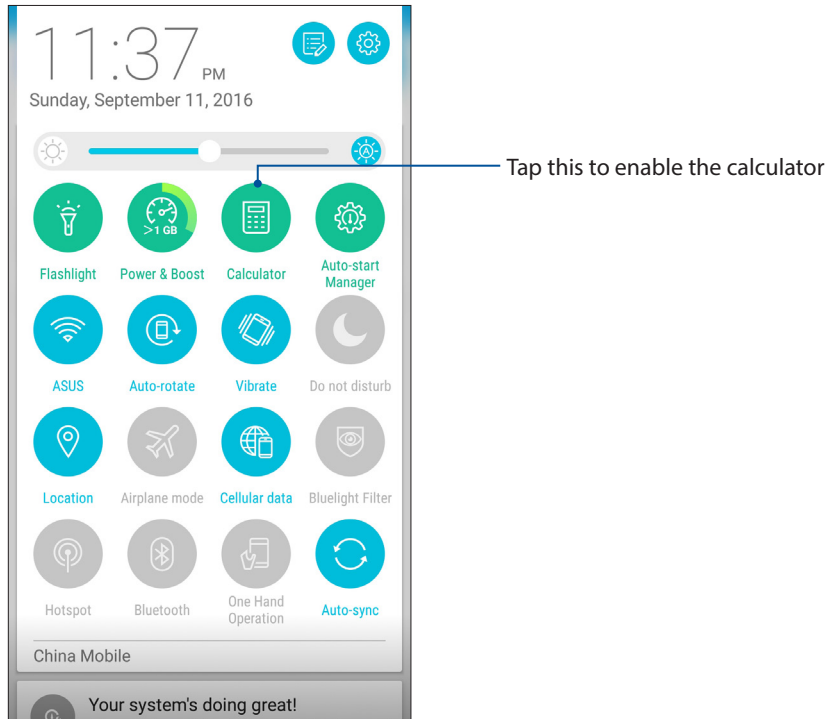 11:37 PM
Sunday, September 11, 2016
A
Tap this to enable the calculator
>1 GB
Flashlight Power & Boost Calculator Auto-start
Manager
ASUS Auto-rotate Vibrate Do not disturb
Location Airplane mode Cellular data Bluelight Filter
Hotspot Bluetooth One Hand
Operation Auto-sync
China Mobile
Your system's doing great!